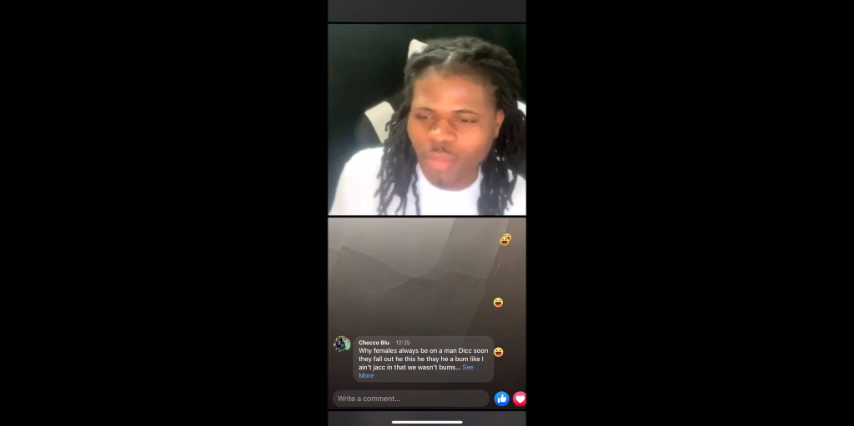 Checco Blu 12:35
Why females always be on a man Dicc soon
they fall out he this he thay he a bum like I
ain't jacc in that we wasn't bums... See
More
Write a comment...